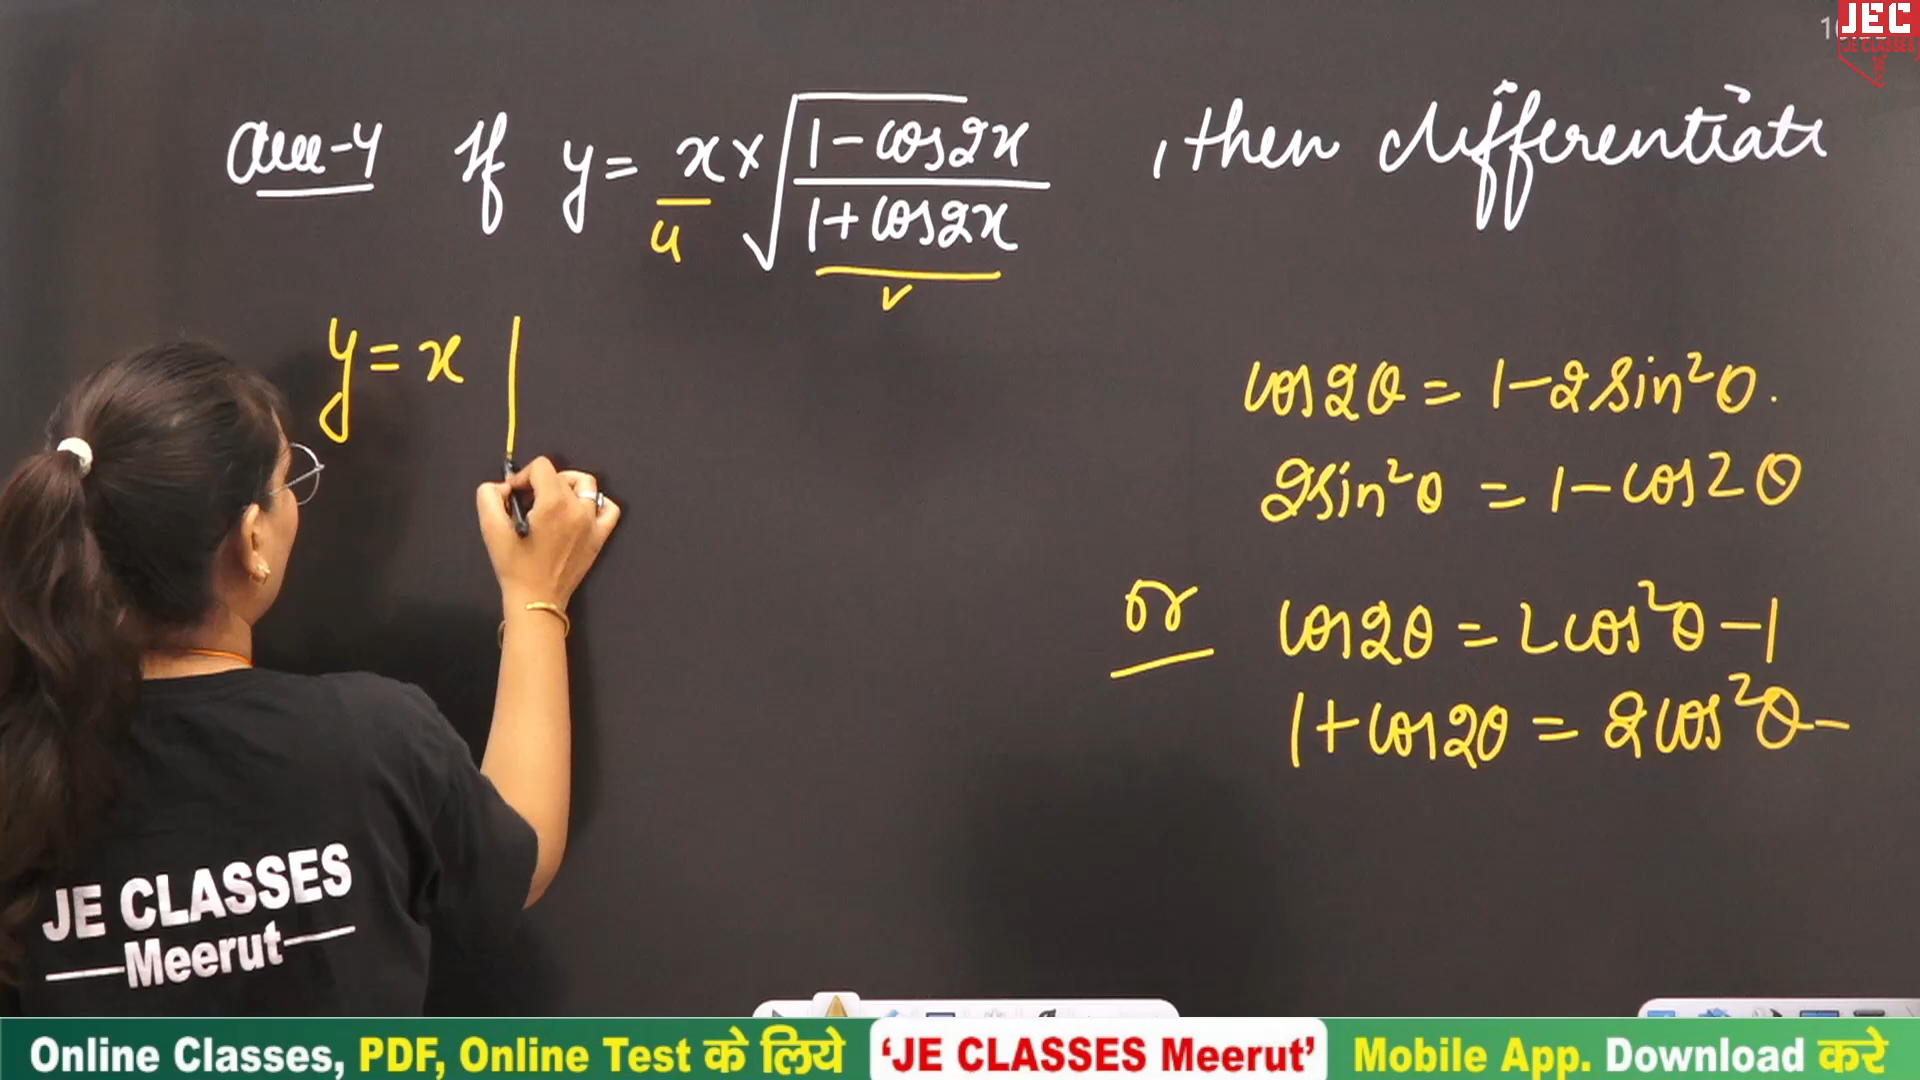 JEC
JE CLASSES
Que-4 If y = x × √(1-cos2x / 1+cos2x) , then differentiate
u
v
y = x
cos2θ = 1-2sin²θ.
2sin²θ = 1-cos2θ
or cos2θ = 2cos²θ-1
1+cos2θ = 2cos²θ-
JE CLASSES
Meerut
Online Classes, PDF, Online Test के लिये 'JE CLASSES Meerut' Mobile App. Download करे